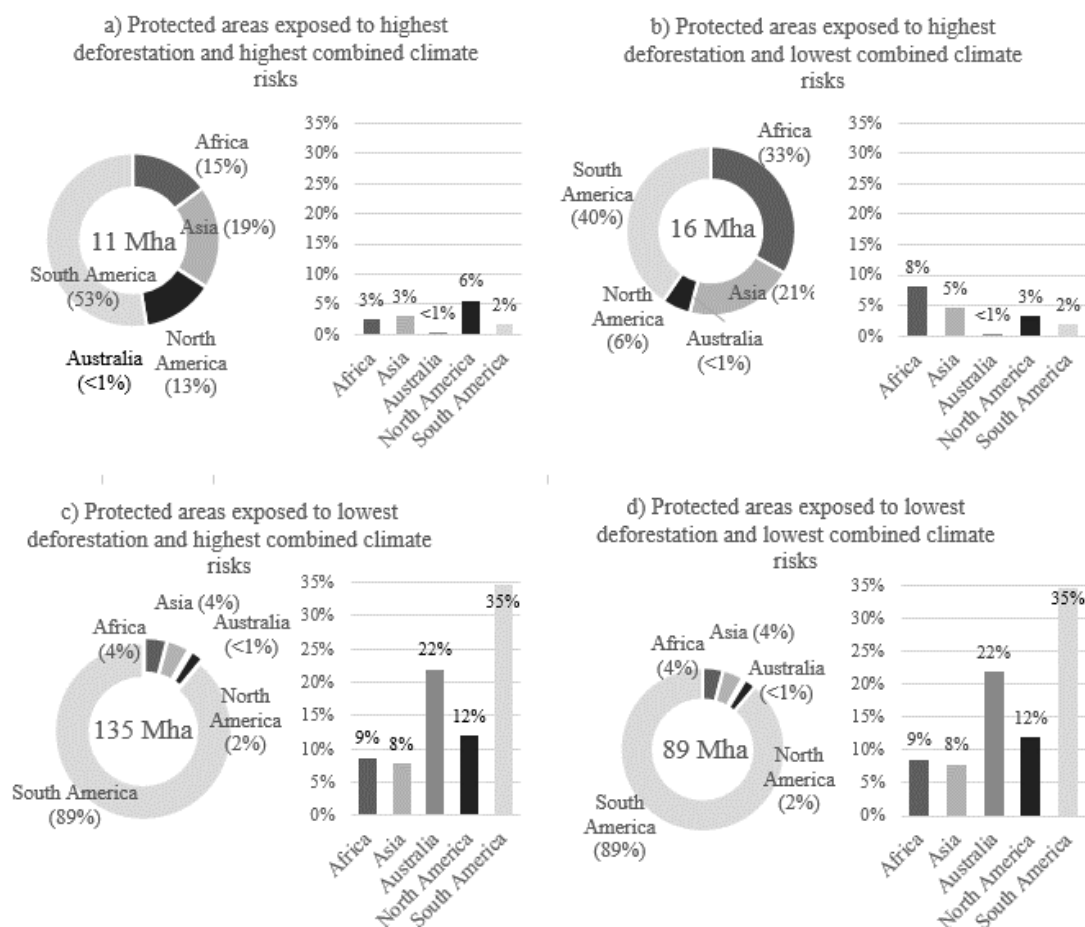 a) Protected areas exposed to highest
deforestation and highest combined climate
risks
Africa
(15%)
Asia (19%)
11 Mha
South America
(53%)
North
America
(13%)
Australia
(<1%)
35%
30%
25%
20%
15%
10%
5%
0%
3%
3%
<1%
6%
2%
Africa
Asia
Australia
North America
South America
b) Protected areas exposed to highest
deforestation and lowest combined climate
risks
Africa
(33%)
South
America
(40%)
16 Mha
Asia (21%
North
America
(6%)
Australia
(<1%)
35%
30%
25%
20%
15%
10%
5%
0%
8%
5%
<1%
3%
2%
Africa
Asia
Australia
North America
South America
c) Protected areas exposed to lowest
deforestation and highest combined climate
risks
Asia (4%)
Africa
(4%)
Australia
(<1%)
North
America
(2%)
135 Mha
South America
(89%)
35%
30%
25%
20%
15%
10%
5%
0%
9%
8%
22%
12%
35%
Africa
Asia
Australia
North America
South America
d) Protected areas exposed to lowest
deforestation and lowest combined climate
risks
Africa
(4%)
Asia (4%)
Australia
(<1%)
North
America
(2%)
89 Mha
South
America
(89%)
35%
30%
25%
20%
15%
10%
5%
0%
9%
8%
22%
12%
35%
Africa
Asia
Australia
North America
South America